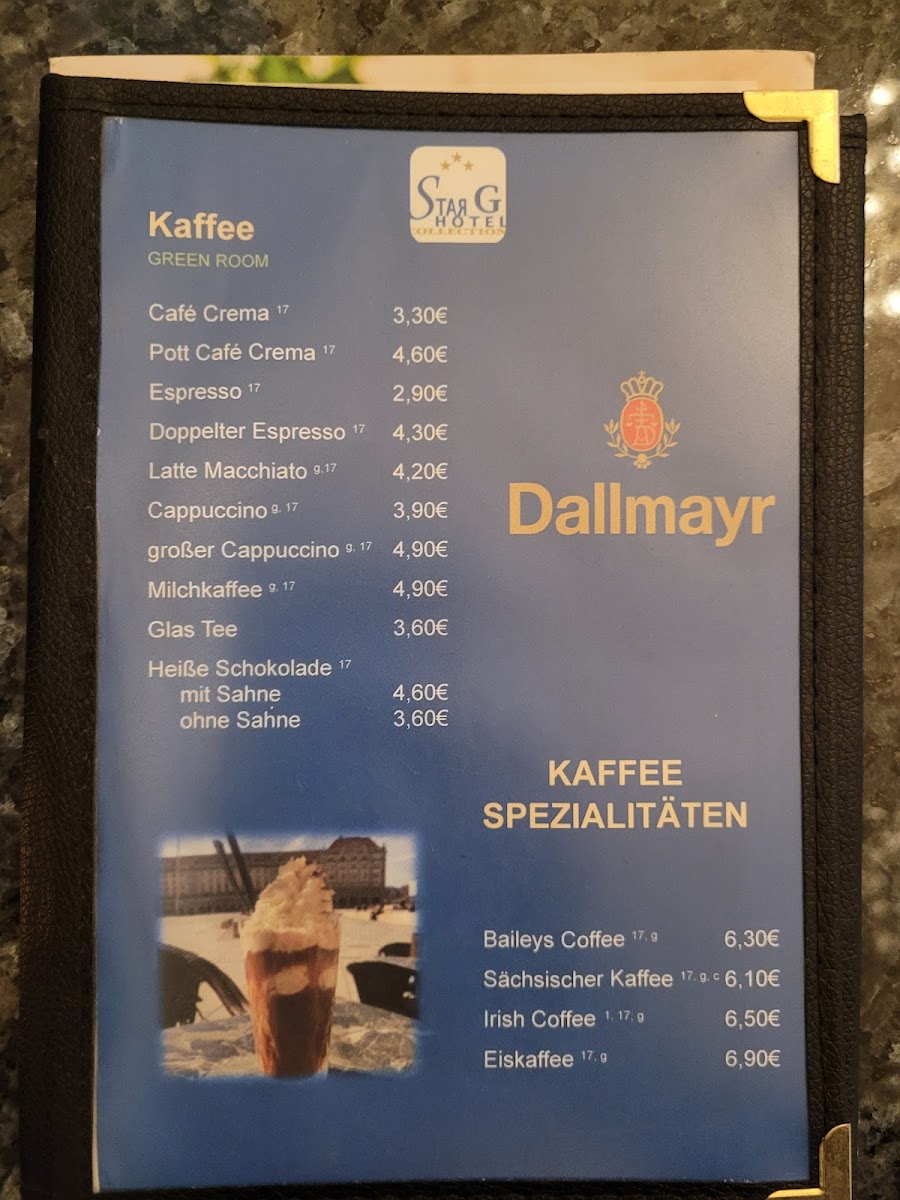 STAR G
HOTEL
COLLECTION
Kaffee
GREEN ROOM
Café Crema 17 3,30€
Pott Café Crema 17 4,60€
Espresso 17 2,90€
Doppelter Espresso 17 4,30€
Latte Macchiato g,17 4,20€
Cappuccino g, 17 3,90€
großer Cappuccino g, 17 4,90€
Milchkaffee g, 17 4,90€
Glas Tee 3,60€
Heiße Schokolade 17
mit Sahne 4,60€
ohne Sahne 3,60€
Dallmayr
KAFFEE
SPEZIALITÄTEN
Baileys Coffee 17, g 6,30€
Sächsischer Kaffee 17, g, c 6,10€
Irish Coffee 1, 17, g 6,50€
Eiskaffee 17, g 6,90€